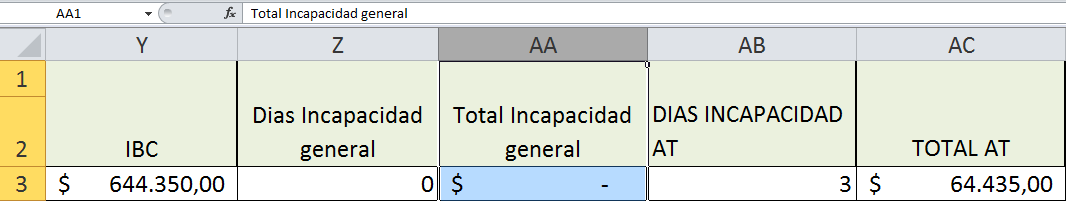 AA1 fx Total Incapacidad general
Y Z AA AB AC
1
2 IBC Dias Incapacidad general Total Incapacidad general DIAS INCAPACIDAD AT TOTAL AT
3 $ 644.350,00 0 $ - 3 $ 64.435,00